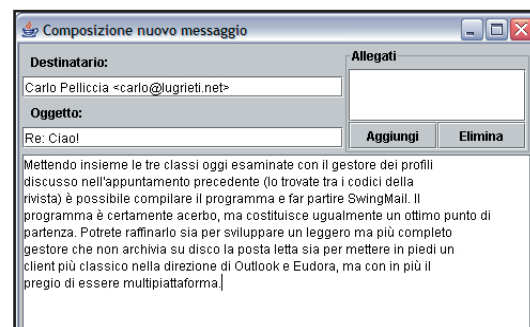 Composizione nuovo messaggio
Destinatario:
Carlo Pelliccia <carlo@lugrieti.net>
Oggetto:
Re: Ciao!
Allegati
Aggiungi Elimina
Mettendo insieme le tre classi oggi esaminate con il gestore dei profili
discusso nell'appuntamento precedente (lo trovate tra i codici della
rivista) è possibile compilare il programma e far partire SwingMail. Il
programma è certamente acerbo, ma costituisce ugualmente un ottimo punto di
partenza. Potrete raffinarlo sia per sviluppare un leggero ma più completo
gestore che non archivia su disco la posta letta sia per mettere in piedi un
client più classico nella direzione di Outlook e Eudora, ma con in più il
pregio di essere multipiattaforma.